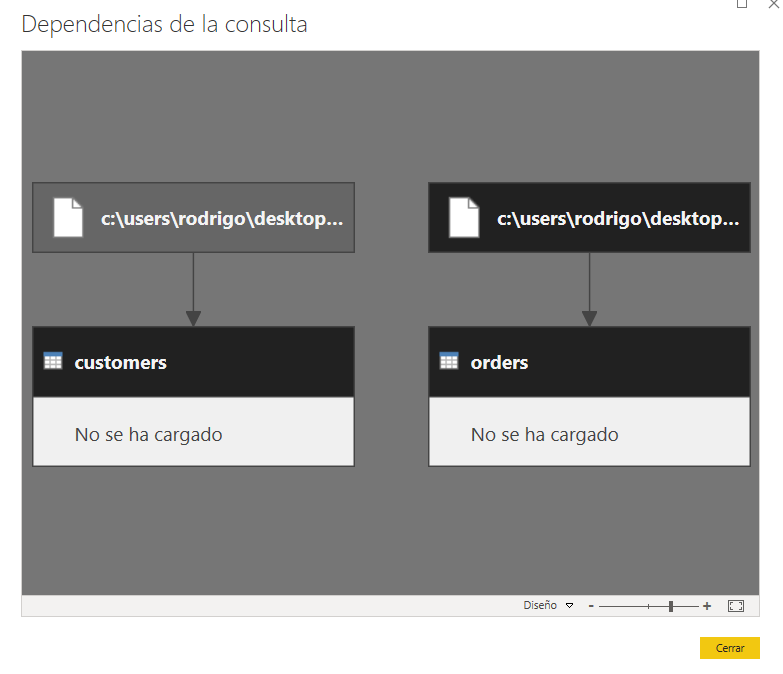 Dependencias de la consulta
c:\users\rodrigo\desktop...
c:\users\rodrigo\desktop...
customers
orders
No se ha cargado
No se ha cargado
Diseño
- +
Cerrar